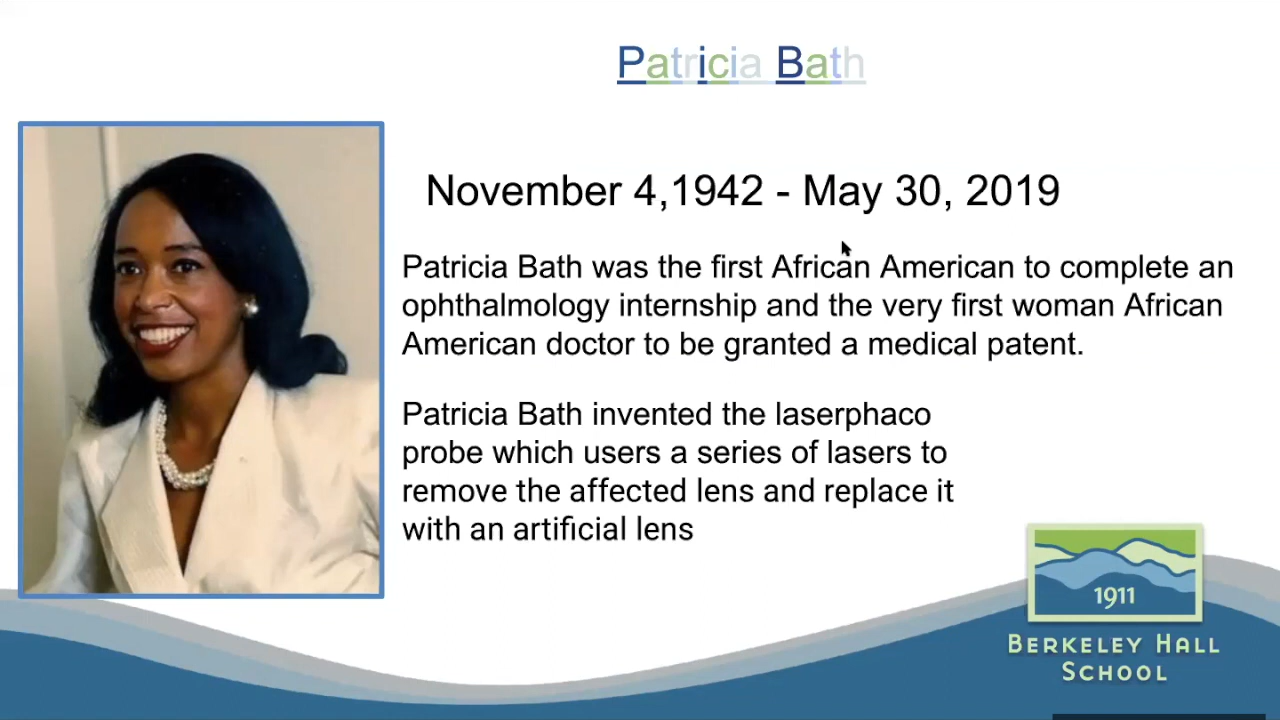 Patricia Bath
November 4,1942 - May 30, 2019
Patricia Bath was the first African American to complete an
ophthalmology internship and the very first woman African
American doctor to be granted a medical patent.
Patricia Bath invented the laserphaco
probe which users a series of lasers to
remove the affected lens and replace it
with an artificial lens
1911
BERKELEY HALL
SCHOOL